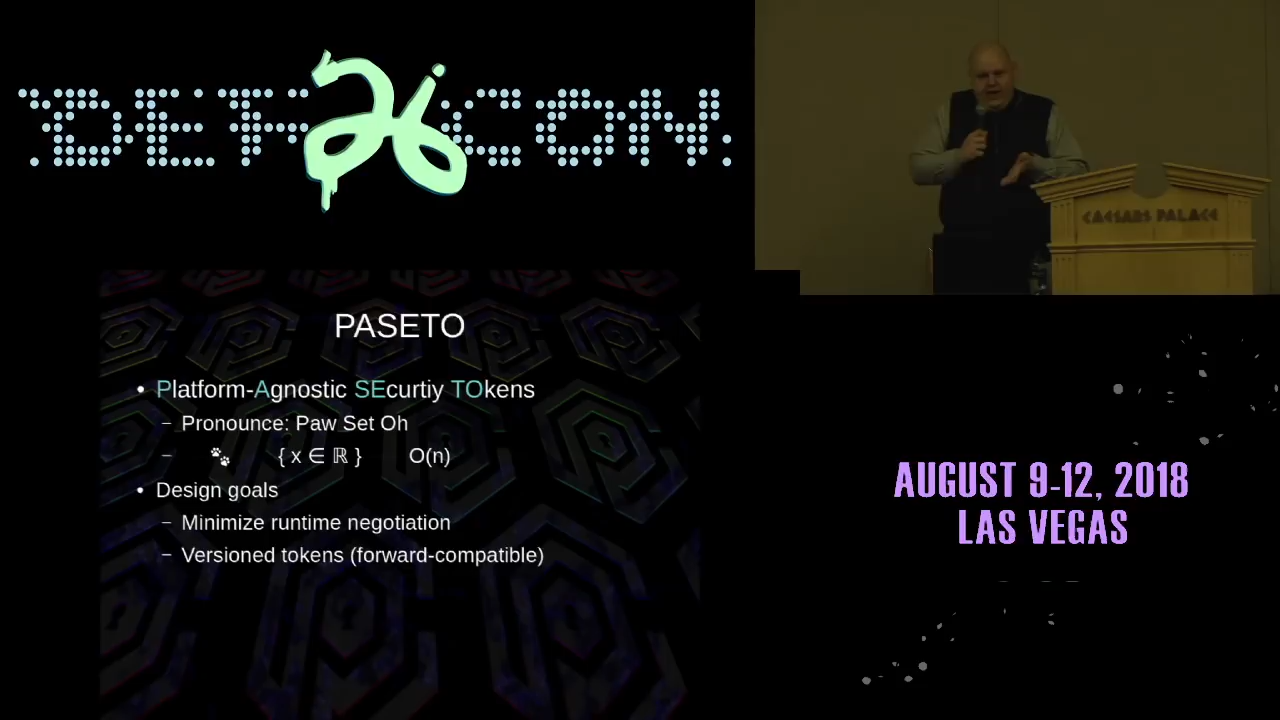 DEF CON
26
CAESARS PALACE
PASETO
• Platform-Agnostic SEcurtiy TOkens
– Pronounce: Paw Set Oh
– 🐾 { x ∈ ℝ } O(n)
• Design goals
– Minimize runtime negotiation
– Versioned tokens (forward-compatible)
AUGUST 9-12, 2018
LAS VEGAS